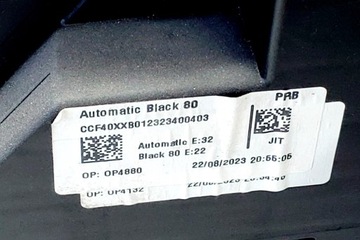 Automatic Black 80
PRB
CCF40XXB012323400403
Automatic E:32
Black 80 E:22
JIT
OP: OP4880
22/08/2023 20:55:05
OP: OP4132